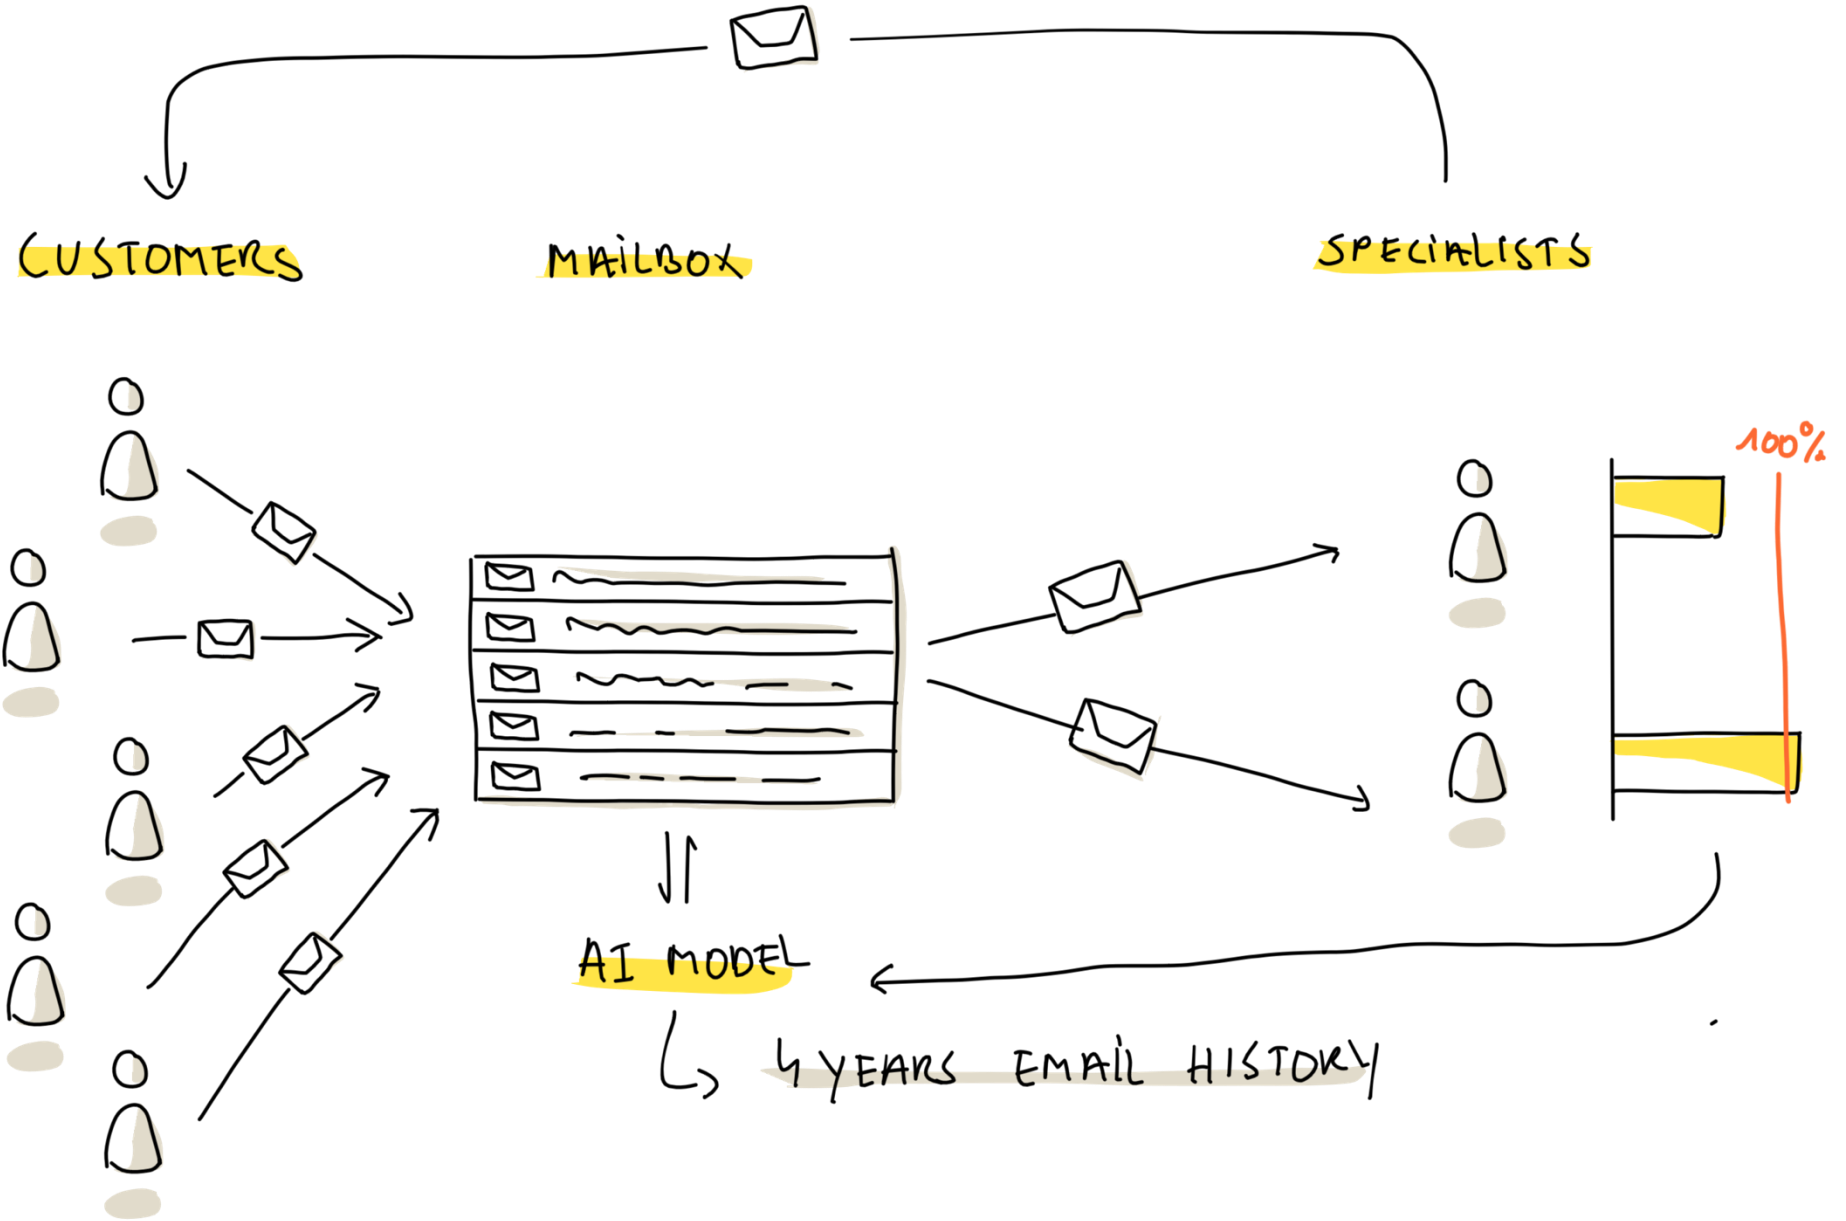 CUSTOMERS
MAILBOX
SPECIALISTS
100%
AI MODEL
4 YEARS EMAIL HISTORY